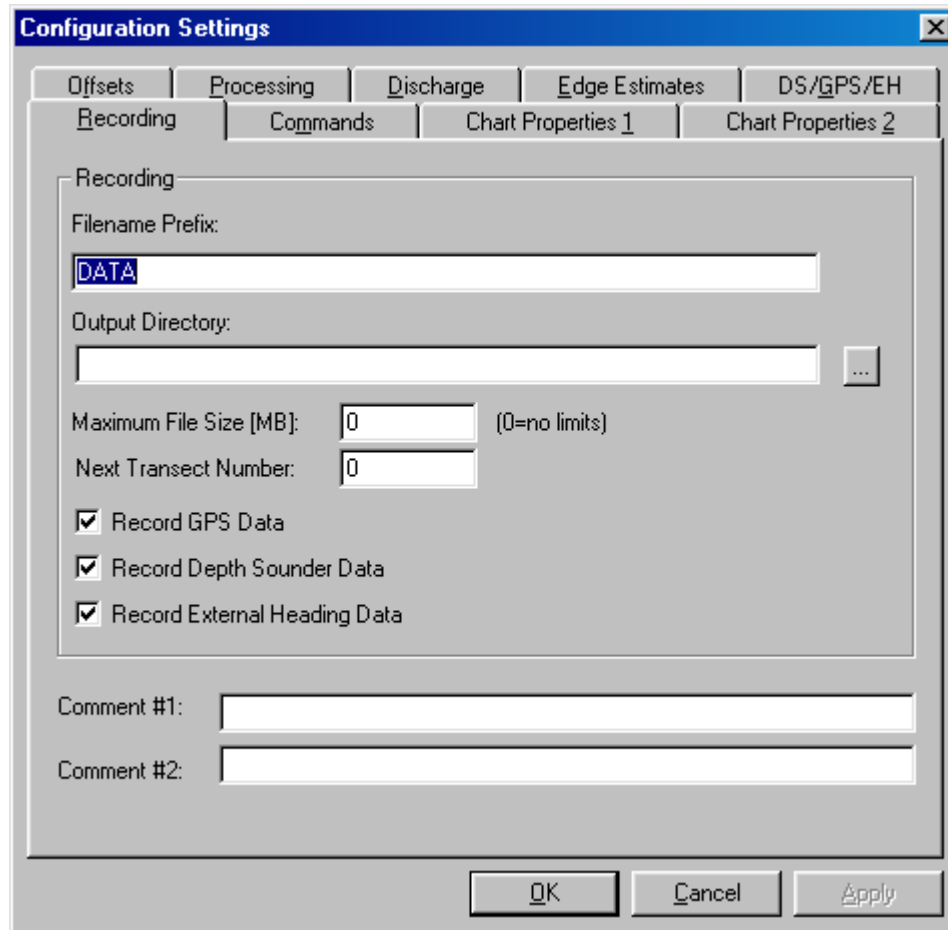 Configuration Settings
Offsets Processing Discharge Edge Estimates DS/GPS/EH
Recording Commands Chart Properties 1 Chart Properties 2
Recording
Filename Prefix:
DATA
Output Directory:
...
Maximum File Size [MB]: 0 (0=no limits)
Next Transect Number: 0
Record GPS Data
Record Depth Sounder Data
Record External Heading Data
Comment #1:
Comment #2:
OK Cancel Apply